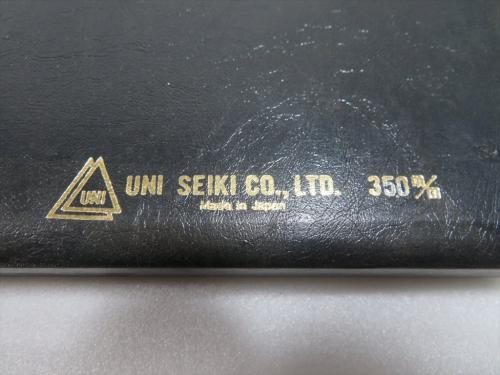 UNI UNI SEIKI CO., LTD. 350 m/m
Made in Japan